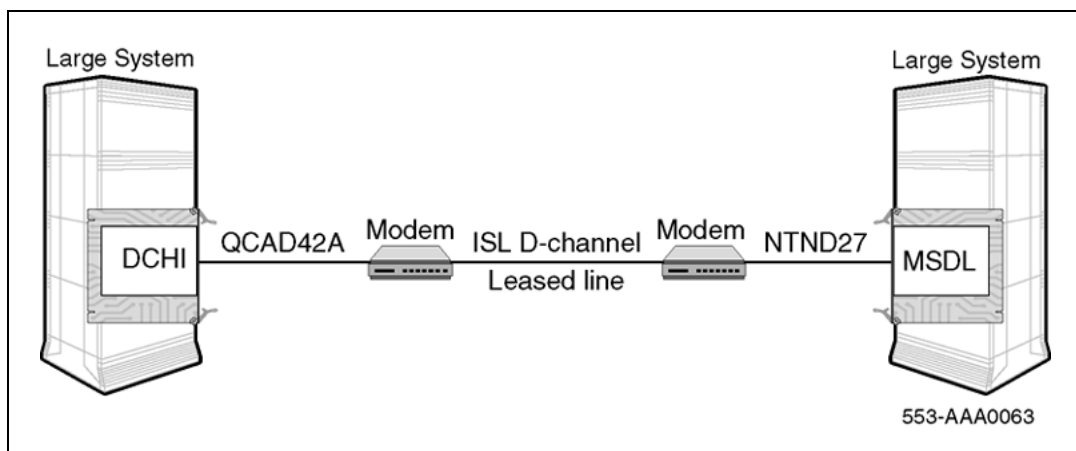 Large System
Large System
DCHI
QCAD42A
Modem
ISL D-channel
Leased line
Modem
NTND27
MSDL
553-AAA0063